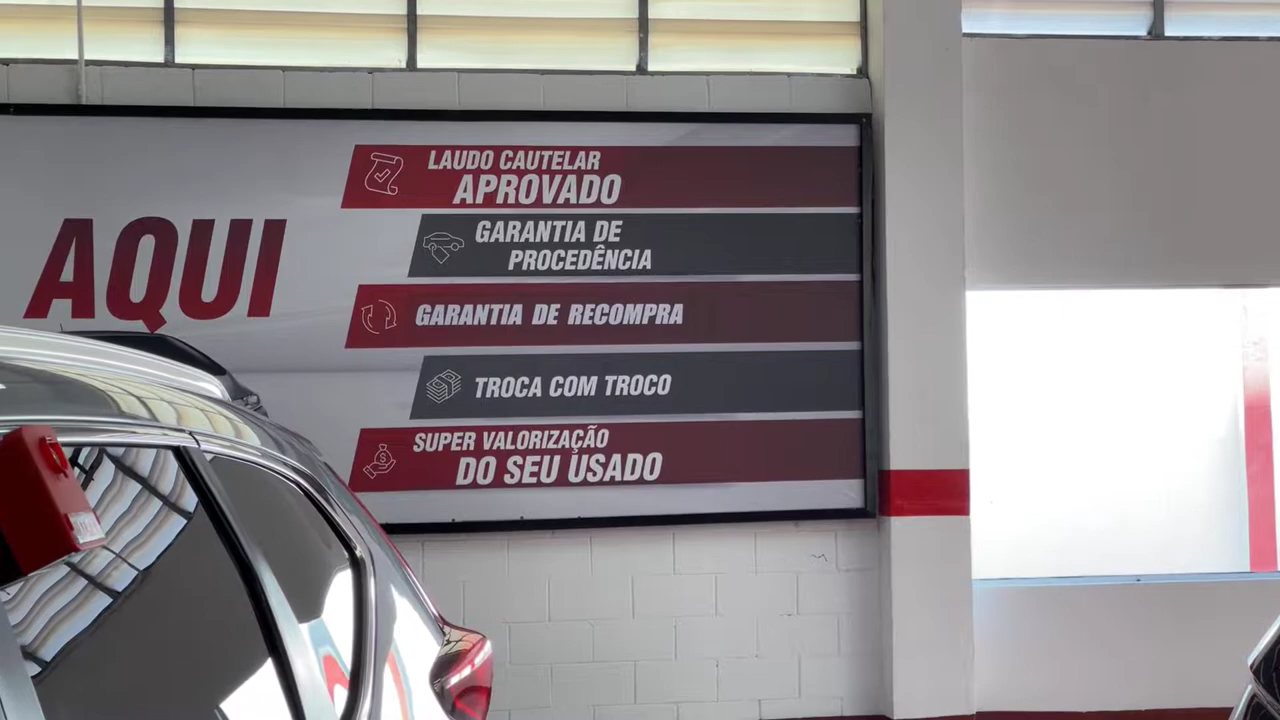 AQUI
LAUDO CAUTELAR
APROVADO
GARANTIA DE
PROCEDÊNCIA
GARANTIA DE RECOMPRA
TROCA COM TROCO
SUPER VALORIZAÇÃO
DO SEU USADO